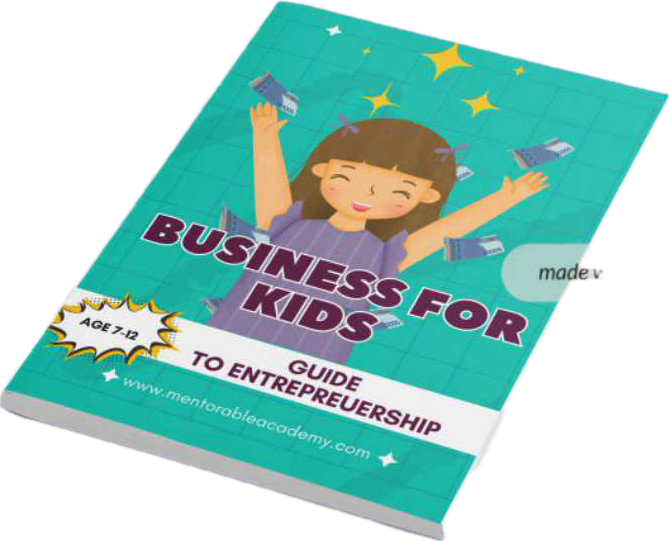 BUSINESS FOR
KIDS
AGE 7-12
GUIDE
TO ENTREPREUERSHIP
www.mentorableacademy.com
made